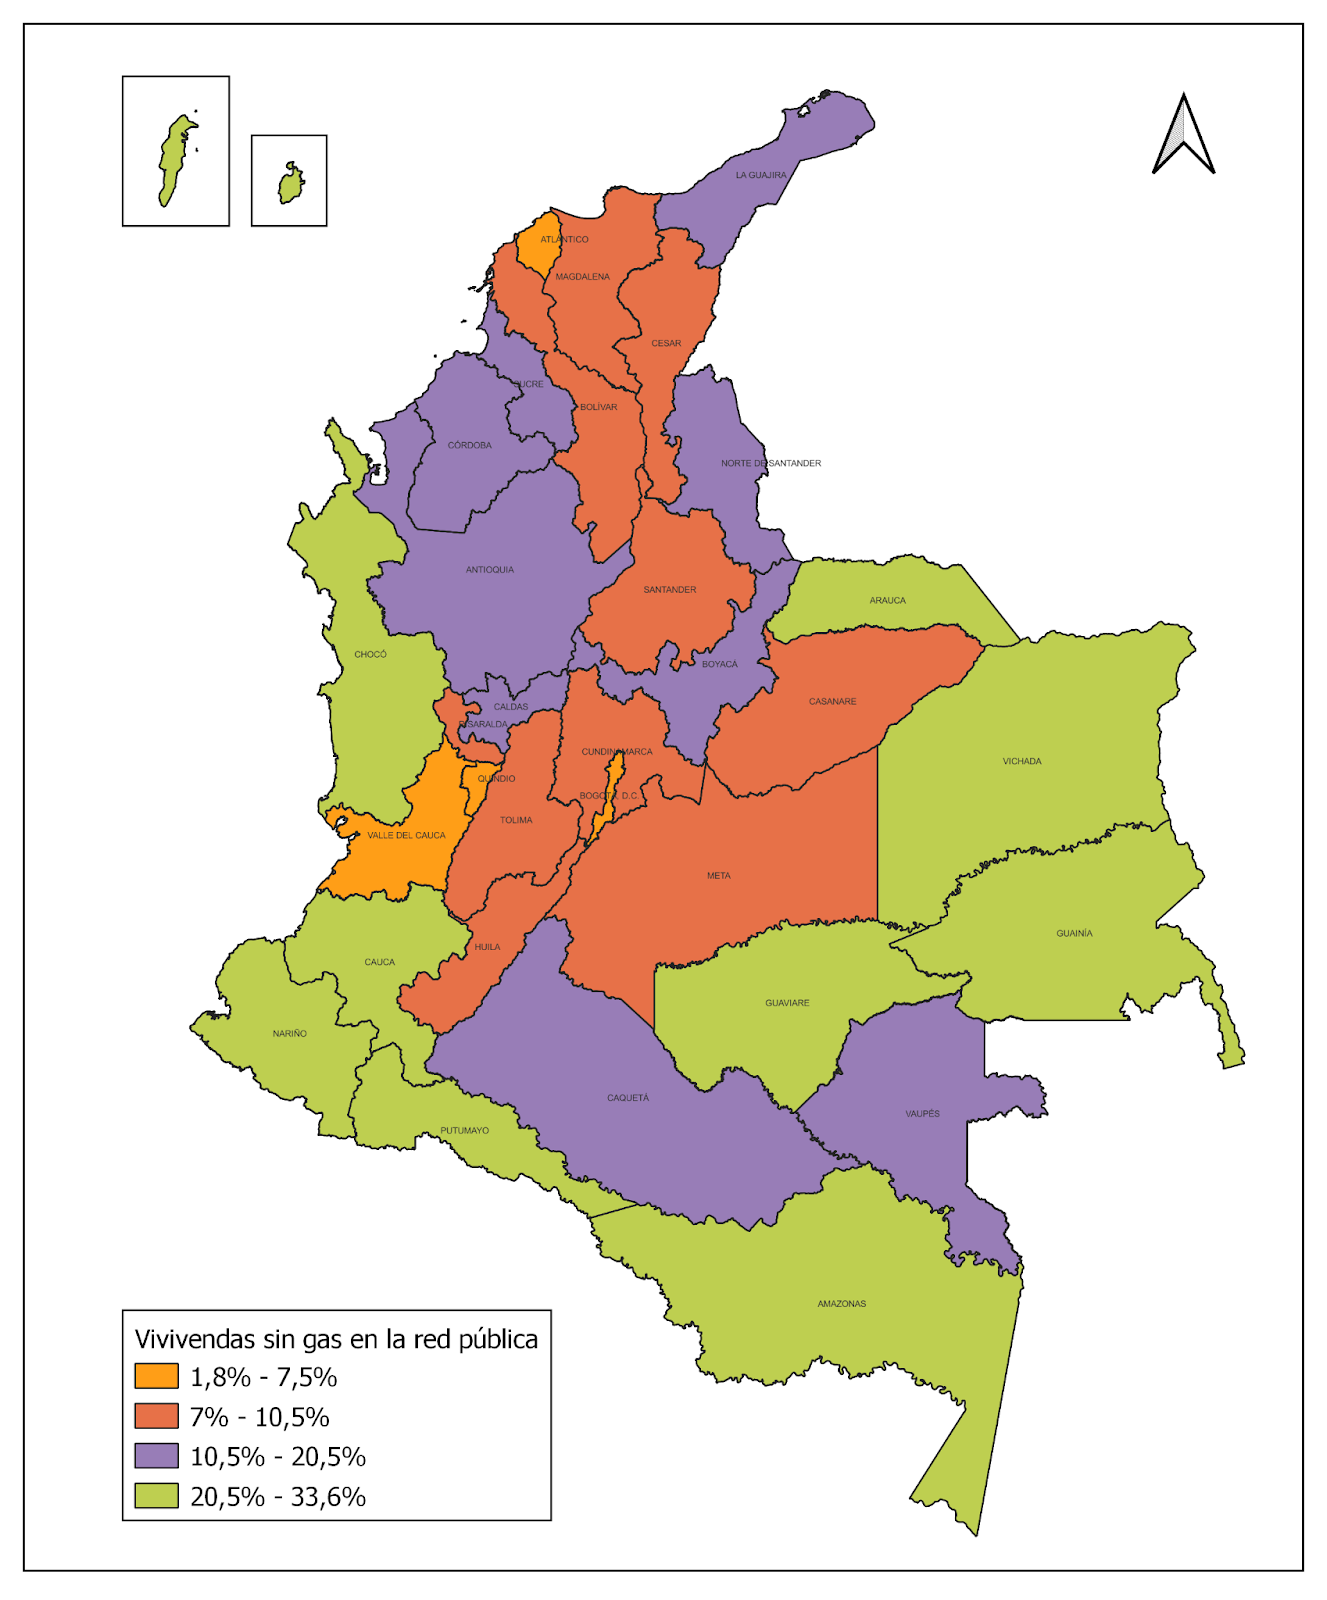 LA GUAJIRA
ATLÁNTICO
MAGDALENA
CESAR
SUCRE
BOLÍVAR
CÓRDOBA
NORTE DE SANTANDER
ANTIOQUIA
SANTANDER
ARAUCA
CHOCÓ
BOYACÁ
CASANARE
CALDAS
RISARALDA
CUNDINAMARCA
VICHADA
QUINDIO
BOGOTÁ, D.C.
TOLIMA
VALLE DEL CAUCA
META
GUAINÍA
HUILA
CAUCA
GUAVIARE
NARIÑO
CAQUETÁ
VAUPÉS
PUTUMAYO
AMAZONAS
Vivivendas sin gas en la red pública
1,8% - 7,5%
7% - 10,5%
10,5% - 20,5%
20,5% - 33,6%